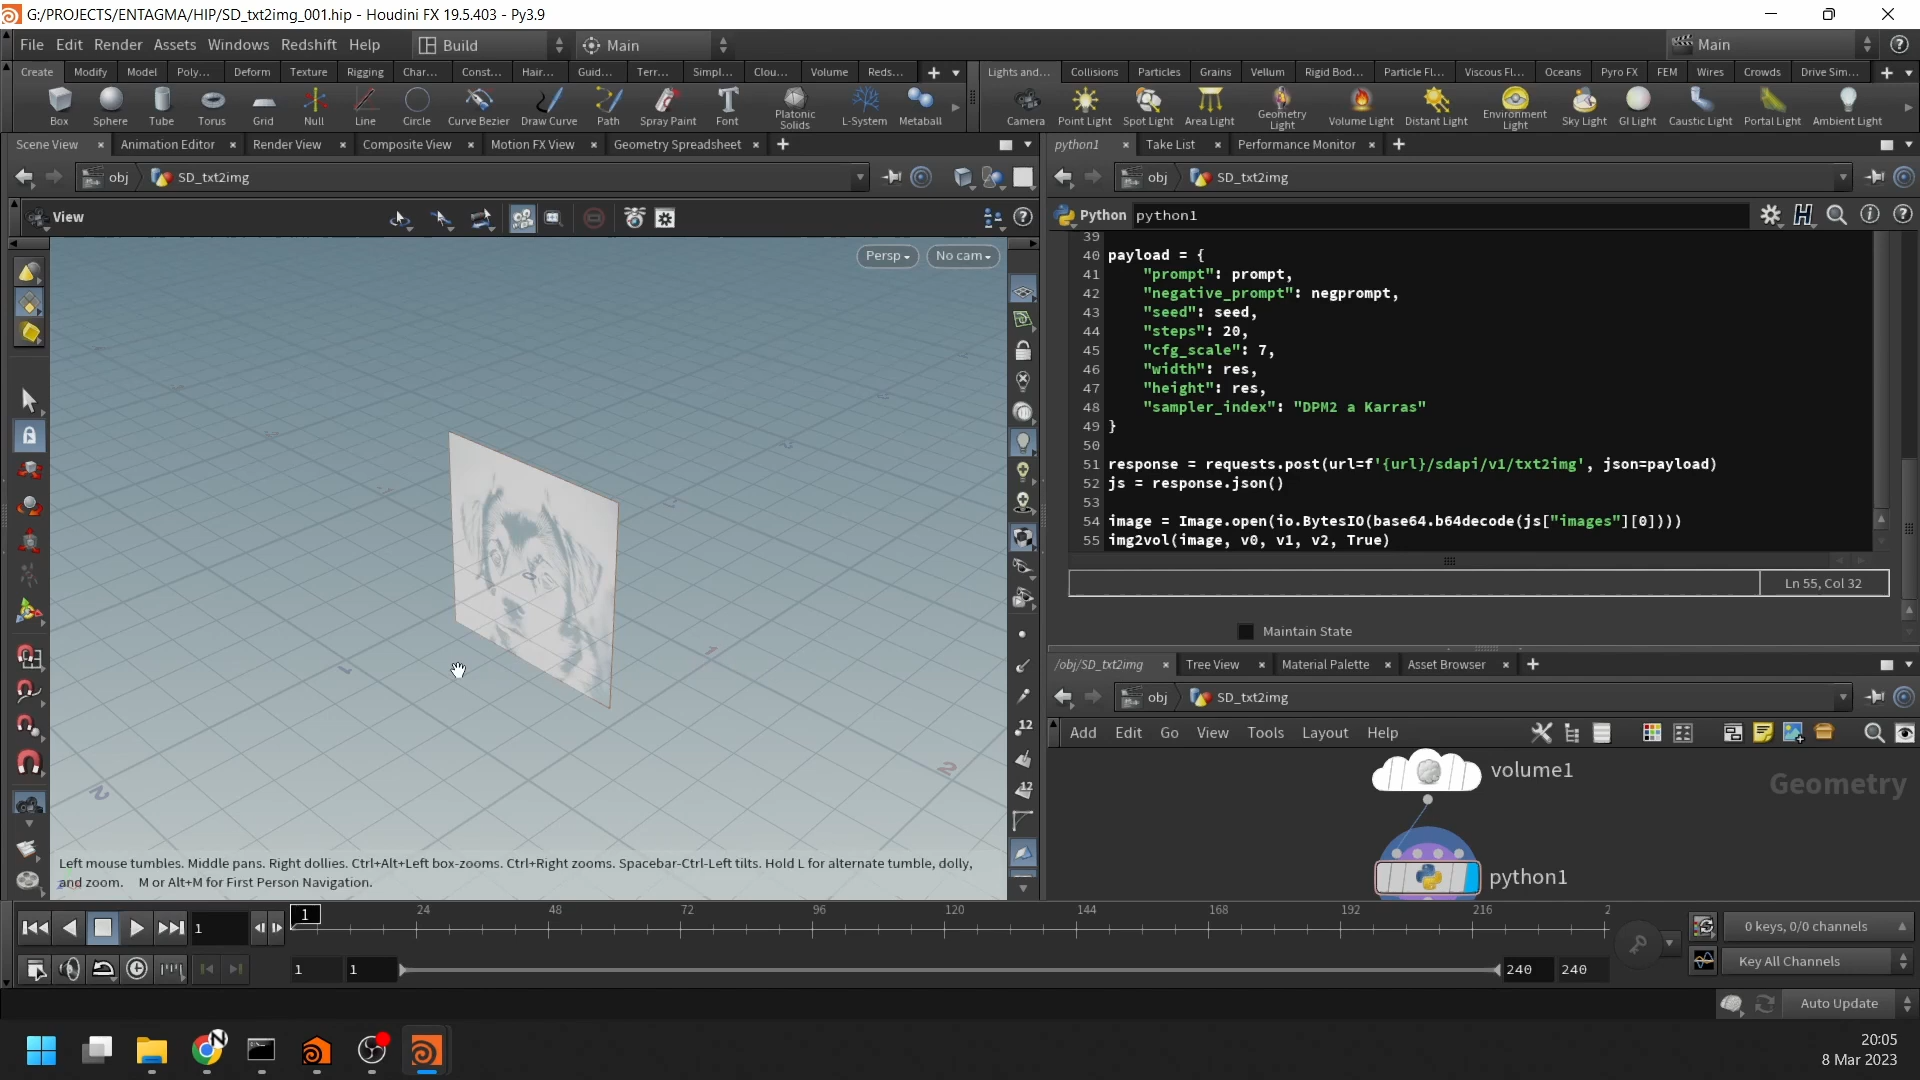 G:/PROJECTS/ENTAGMA/HIP/SD_txt2img_001.hip - Houdini FX 19.5.403 - Py3.9
File Edit Render Assets Windows Redshift Help Build Main Main
Create Modify Model Poly... Deform Texture Rigging Char... Const... Hair... Guid... Terr... Simpl... Clou... Volume Reds... Lights and... Collisions Particles Grains Vellum Rigid Bod... Particle Fl... Viscous Fl... Oceans Pyro FX FEM Wires Crowds Drive Sim...
Box Sphere Tube Torus Grid Null Line Circle Curve Bezier Draw Curve Path Spray Paint Font Platonic Solids L-System Metaball Camera Point Light Spot Light Area Light Geometry Light Volume Light Distant Light Environment Light Sky Light GI Light Caustic Light Portal Light Ambient Light
Scene View Animation Editor Render View Composite View Motion FX View Geometry Spreadsheet
obj SD_txt2img
View
Persp No cam
Left mouse tumbles. Middle pans. Right dollies. Ctrl+Alt+Left box-zooms. Ctrl+Right zooms. Spacebar-Ctrl-Left tilts. Hold L for alternate tumble, dolly,
and zoom. M or Alt+M for First Person Navigation.
python1 Take List Performance Monitor
obj SD_txt2img
Python python1
39
40 payload = {
41 "prompt": prompt,
42 "negative_prompt": negprompt,
43 "seed": seed,
44 "steps": 20,
45 "cfg_scale": 7,
46 "width": res,
47 "height": res,
48 "sampler_index": "DPM2 a Karras"
49 }
50
51 response = requests.post(url=f'{url}/sdapi/v1/txt2img', json=payload)
52 js = response.json()
53
54 image = Image.open(io.BytesIO(base64.b64decode(js["images"][0])))
55 img2vol(image, v0, v1, v2, True)
Ln 55, Col 32
Maintain State
/obj/SD_txt2img Tree View Material Palette Asset Browser
obj SD_txt2img
Add Edit Go View Tools Layout Help
volume1
Geometry
python1
1 1 24 48 72 96 120 144 168 192 216 2
0 keys, 0/0 channels
1 1 240 240
Key All Channels
Auto Update
20:05
8 Mar 2023